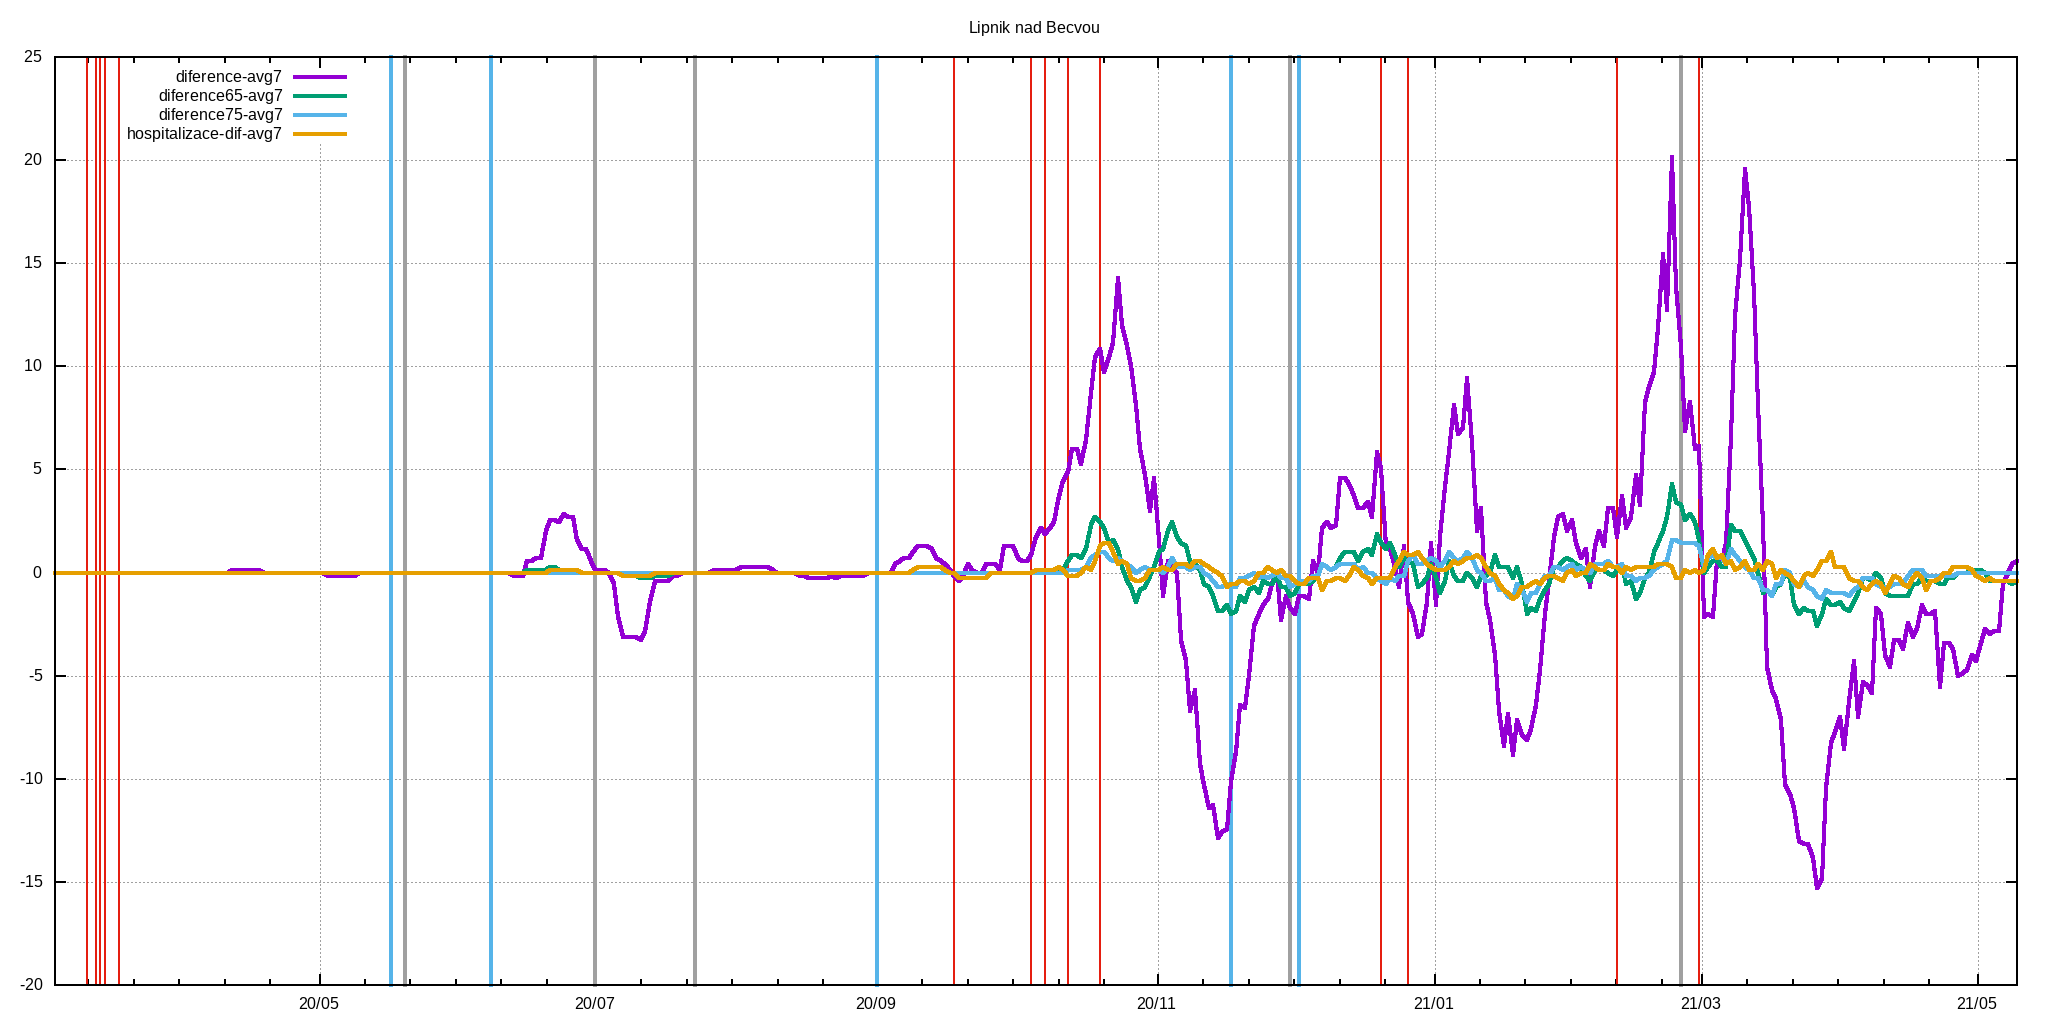 Lipnik nad Becvou
diference-avg7
diference65-avg7
diference75-avg7
hospitalizace-dif-avg7
25
20
15
10
5
0
-5
-10
-15
-20
20/05 20/07 20/09 20/11 21/01 21/03 21/05